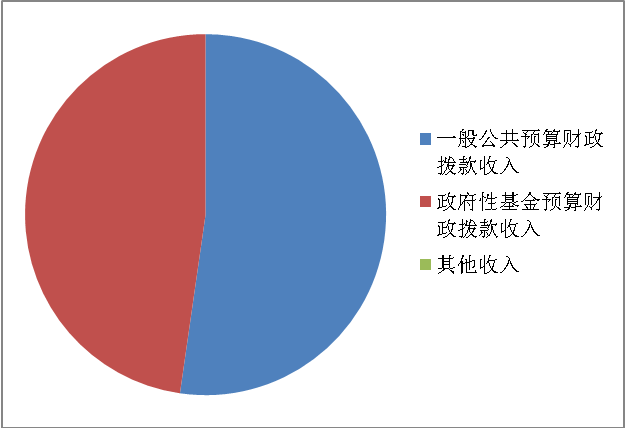 一般公共预算财政
拨款收入
政府性基金预算财
政拨款收入
其他收入